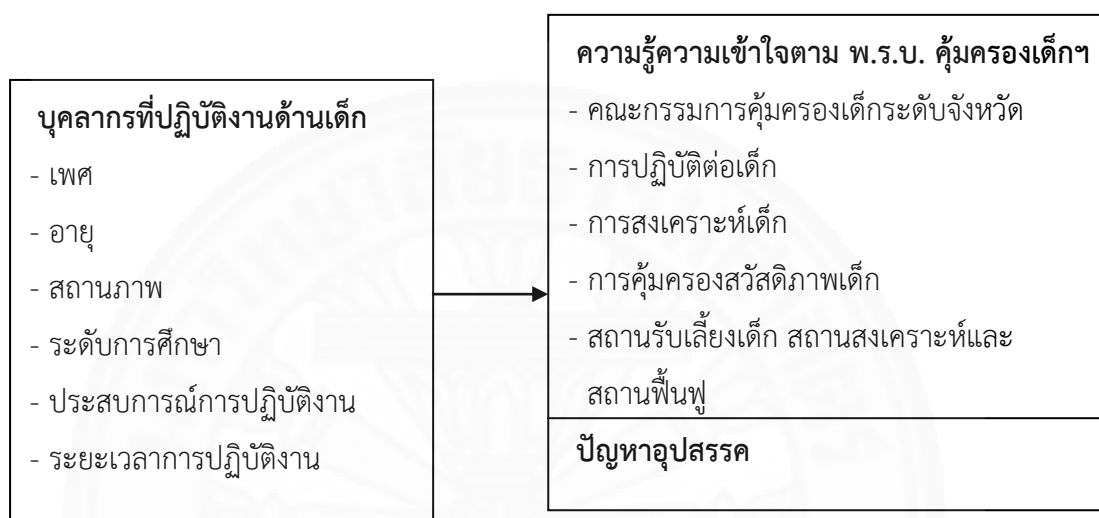 บุคลากรที่ปฏิบัติงานด้านเด็ก
- เพศ
- อายุ
- สถานภาพ
- ระดับการศึกษา
- ประสบการณ์การปฏิบัติงาน
- ระยะเวลาการปฏิบัติงาน
ความรู้ความเข้าใจตาม พ.ร.บ. คุ้มครองเด็กฯ
- คณะกรรมการคุ้มครองเด็กระดับจังหวัด
- การปฏิบัติต่อเด็ก
- การสงเคราะห์เด็ก
- การคุ้มครองสวัสดิภาพเด็ก
- สถานรับเลี้ยงเด็ก สถานสงเคราะห์และ
สถานฟื้นฟู
ปัญหาอุปสรรค